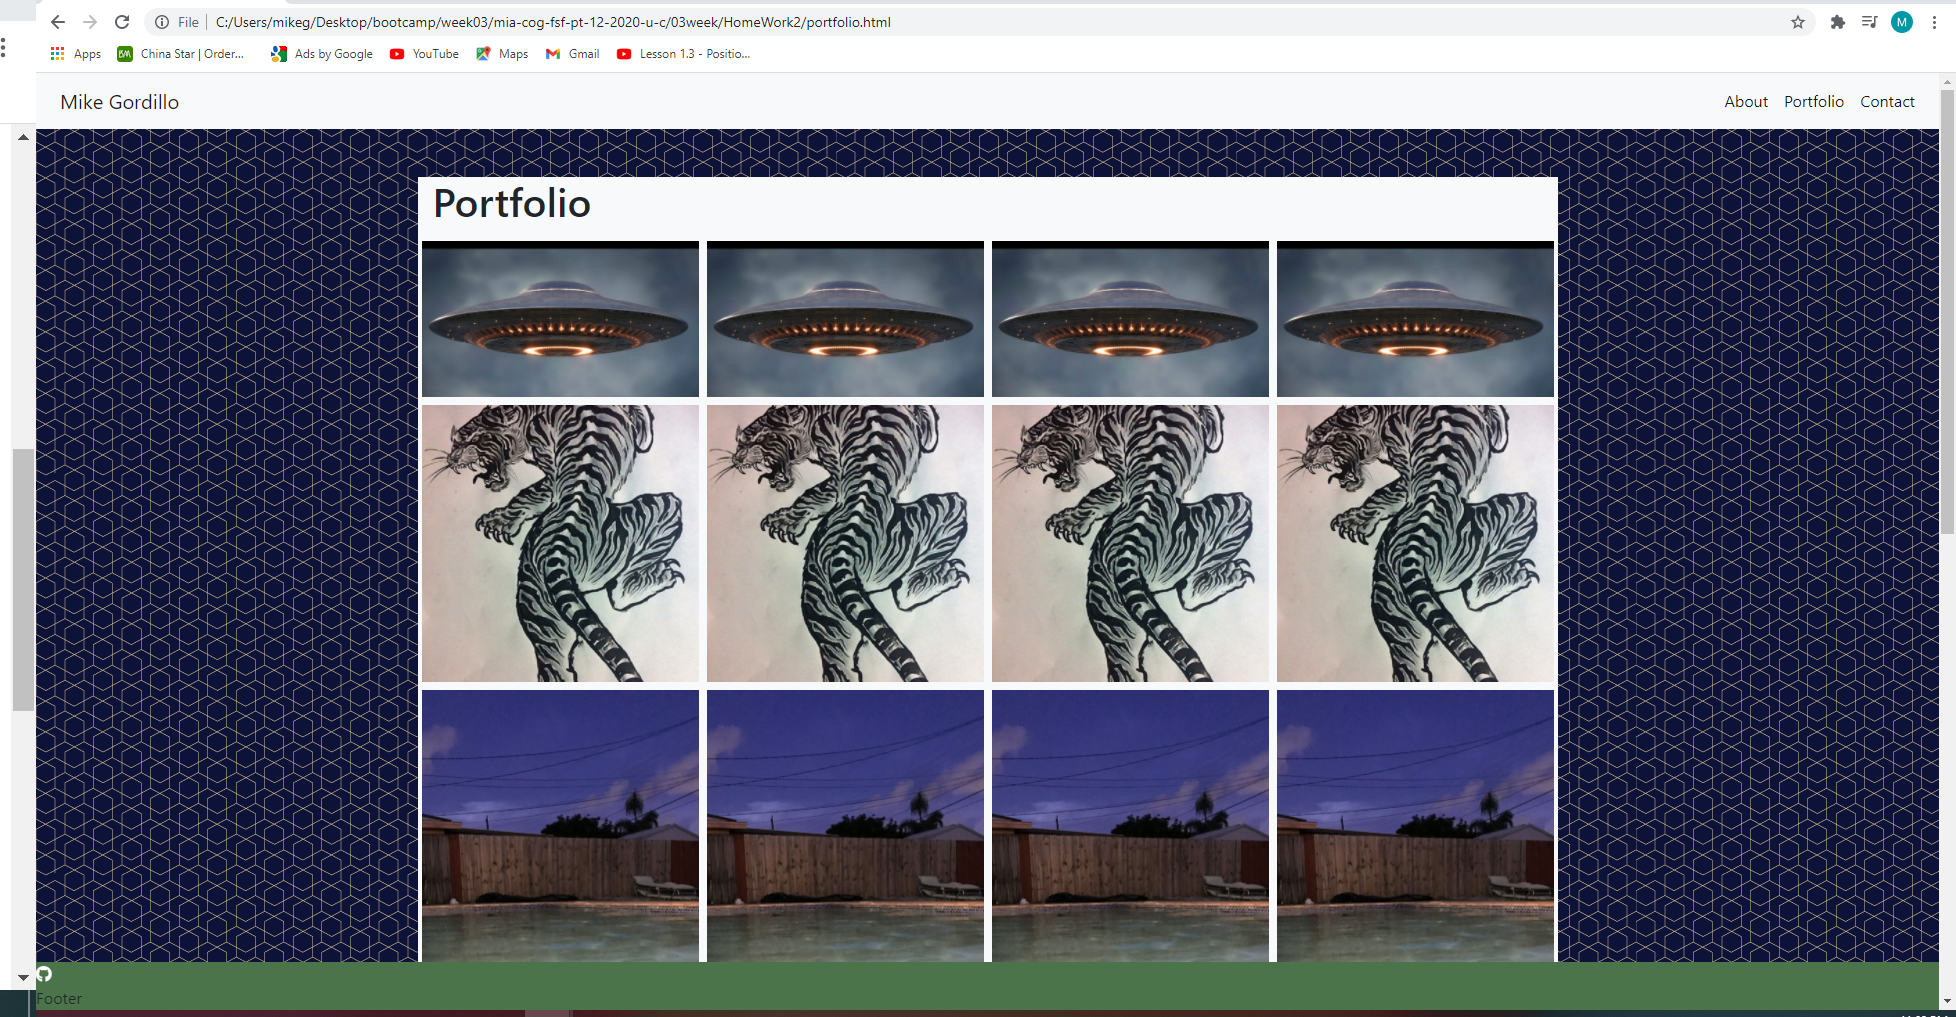 File C:/Users/mikeg/Desktop/bootcamp/week03/mia-cog-fsf-pt-12-2020-u-c/03week/HomeWork2/portfolio.html M
Apps China Star | Order... Ads by Google YouTube Maps Gmail Lesson 1.3 - Positio...
Mike Gordillo About Portfolio Contact
Portfolio
Footer